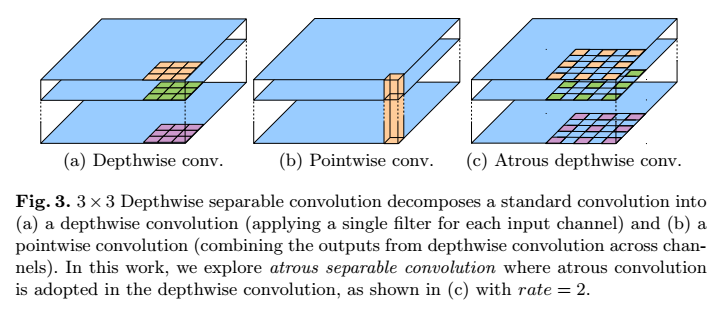 (a) Depthwise conv. (b) Pointwise conv. (c) Atrous depthwise conv.
Fig. 3. 3 × 3 Depthwise separable convolution decomposes a standard convolution into
(a) a depthwise convolution (applying a single filter for each input channel) and (b) a
pointwise convolution (combining the outputs from depthwise convolution across chan-
nels). In this work, we explore atrous separable convolution where atrous convolution
is adopted in the depthwise convolution, as shown in (c) with rate = 2.